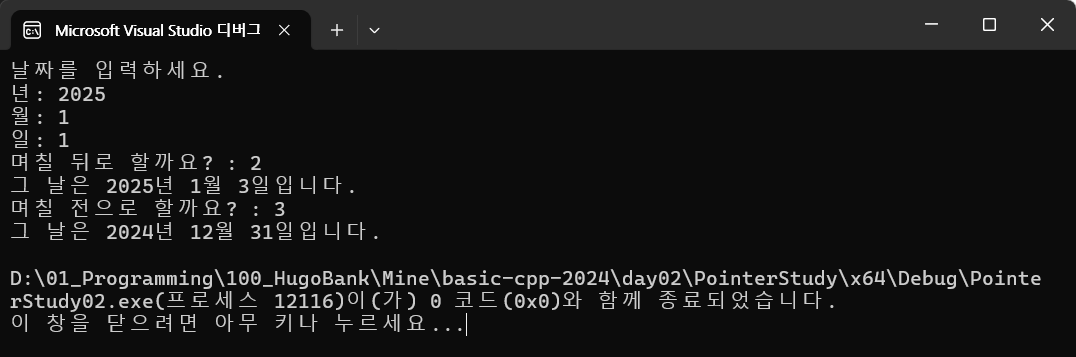 Microsoft Visual Studio 디버그
날짜를 입력하세요.
년: 2025
월: 1
일: 1
며칠 뒤로 할까요? : 2
그 날은 2025년 1월 3일입니다.
며칠 전으로 할까요? : 3
그 날은 2024년 12월 31일입니다.
D:\01_Programming\100_HugoBank\Mine\basic-cpp-2024\day02\PointerStudy\x64\Debug\Pointe
rStudy02.exe(프로세스 12116)이(가) 0 코드(0x0)와 함께 종료되었습니다.
이 창을 닫으려면 아무 키나 누르세요...